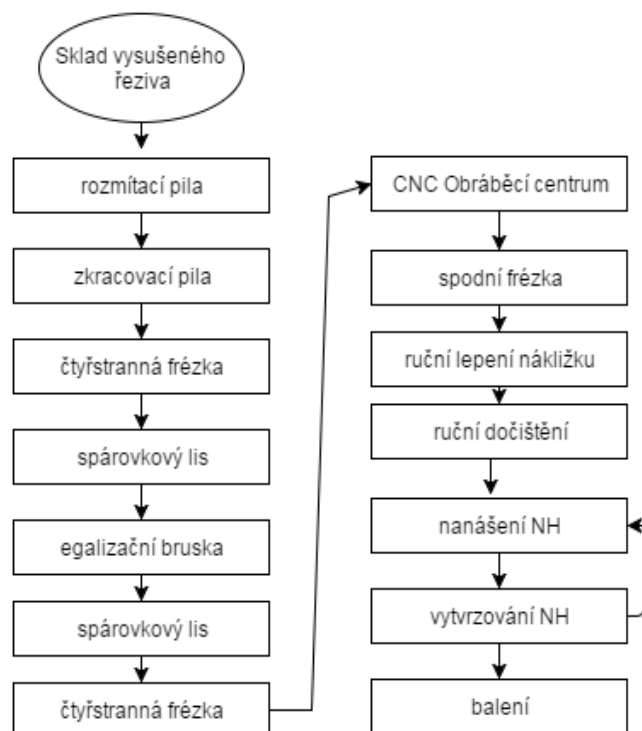 Sklad vysušeného
řeziva
rozmítací pila
zkracovací pila
čtyřstranná frézka
spárovkový lis
egalizační bruska
spárovkový lis
čtyřstranná frézka
CNC Obráběcí centrum
spodní frézka
ruční lepení nákližku
ruční dočištění
nanášení NH
vytvrzování NH
balení